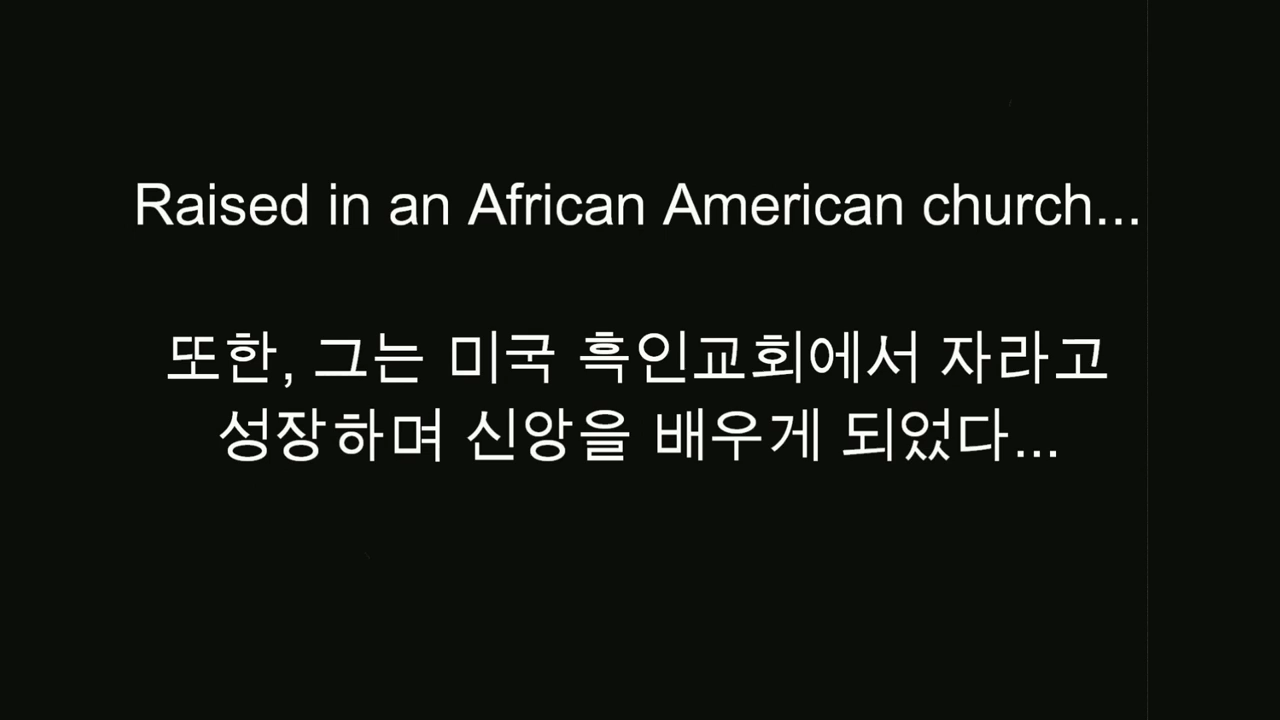 Raised in an African American church...
또한, 그는 미국 흑인교회에서 자라고
성장하며 신앙을 배우게 되었다...